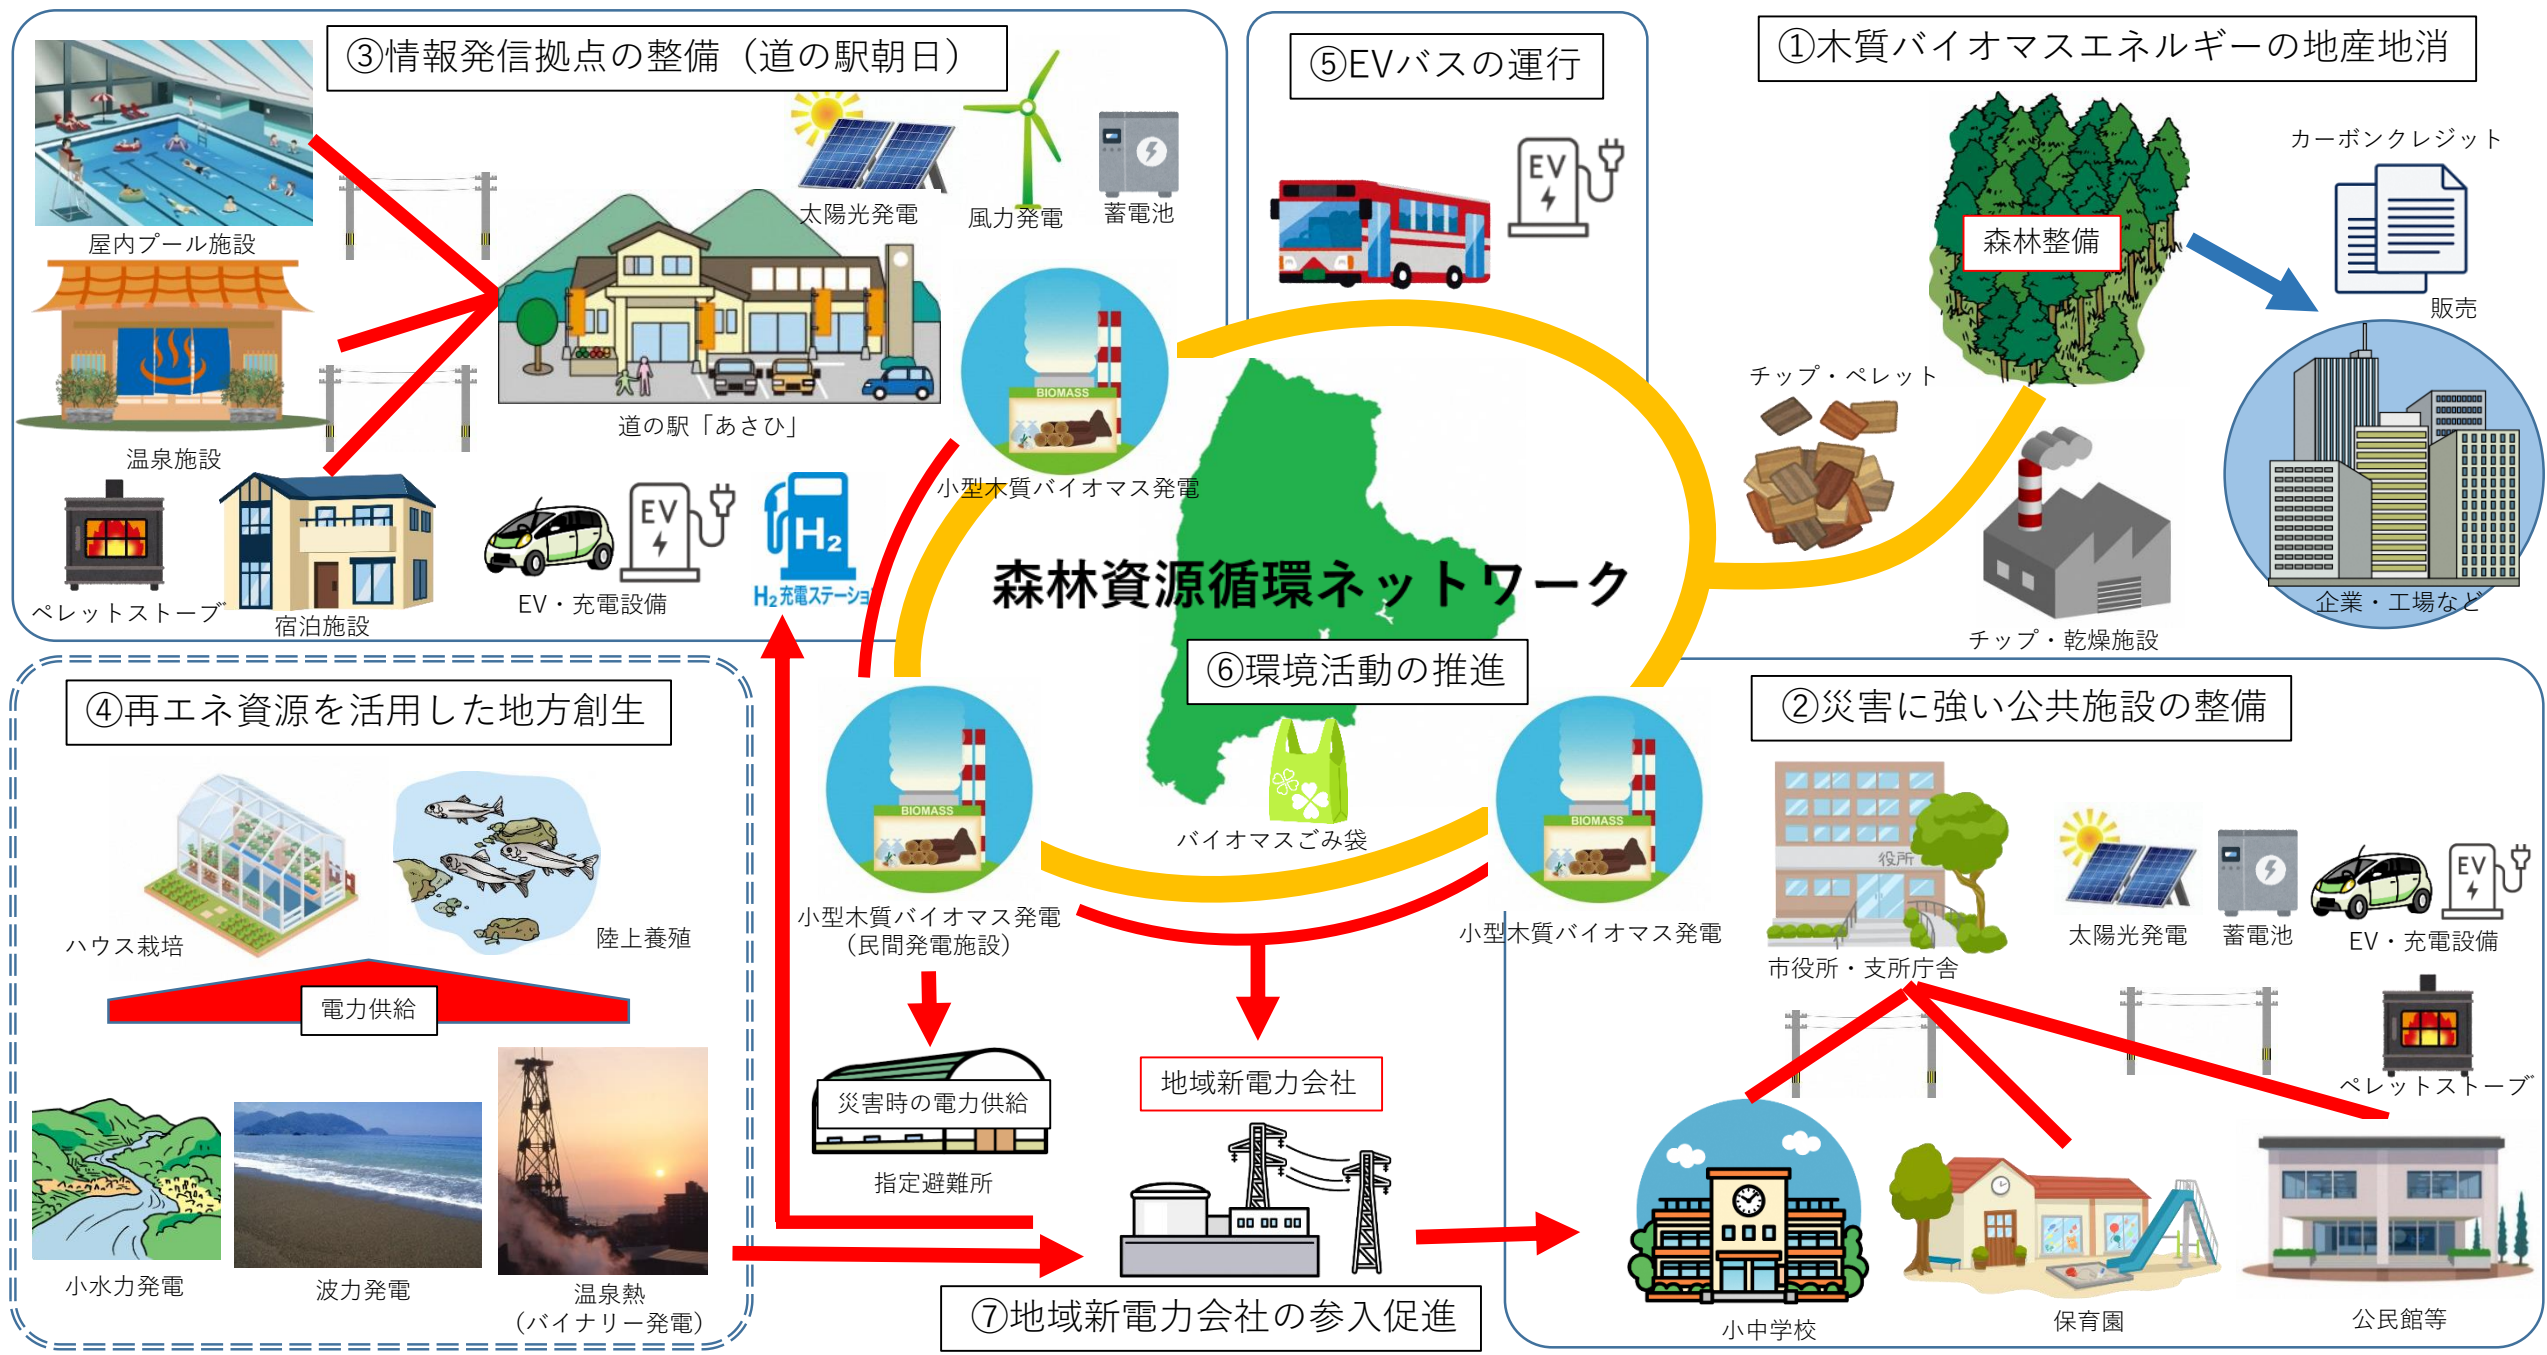 ③情報発信拠点の整備（道の駅朝日）
屋内プール施設
太陽光発電
風力発電
蓄電池
温泉施設
道の駅「あさひ」
BIOMASS
小型木質バイオマス発電
ペレットストーブ
宿泊施設
EV
EV・充電設備
H₂
H₂充電ステーショ
⑤EVバスの運行
EV
①木質バイオマスエネルギーの地産地消
森林整備
カーボンクレジット
販売
チップ・ペレット
チップ・乾燥施設
企業・工場など
森林資源循環ネットワーク
⑥環境活動の推進
バイオマスごみ袋
④再エネ資源を活用した地方創生
ハウス栽培
陸上養殖
電力供給
小水力発電
波力発電
温泉熱
（バイナリー発電）
BIOMASS
小型木質バイオマス発電
（民間発電施設）
災害時の電力供給
指定避難所
地域新電力会社
⑦地域新電力会社の参入促進
BIOMASS
小型木質バイオマス発電
②災害に強い公共施設の整備
役所
市役所・支所庁舎
太陽光発電
蓄電池
EV
EV・充電設備
ペレットストーブ
小中学校
保育園
公民館等